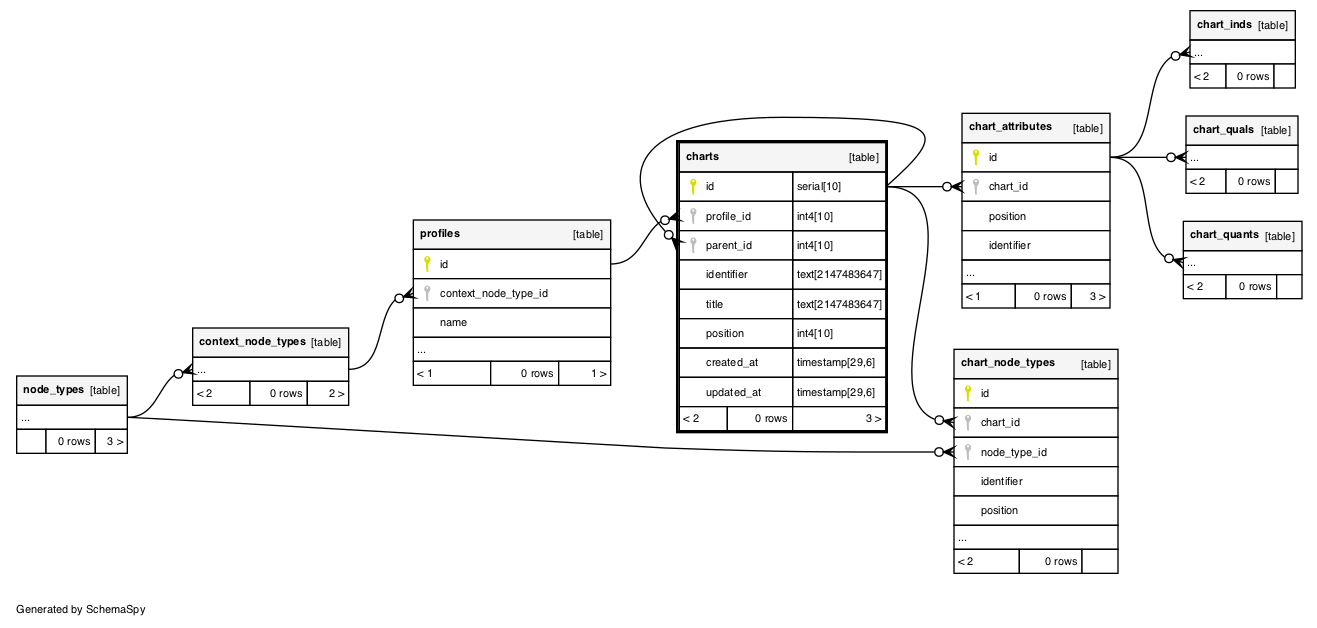 chart_inds [table]
...
< 2 0 rows
chart_attributes [table]
id
chart_id
position
identifier
...
< 1 0 rows 3 >
chart_quals [table]
...
< 2 0 rows
charts [table]
id serial[10]
profile_id int4[10]
parent_id int4[10]
identifier text[2147483647]
title text[2147483647]
position int4[10]
created_at timestamp[29,6]
updated_at timestamp[29,6]
< 2 0 rows 3 >
profiles [table]
id
context_node_type_id
name
...
< 1 0 rows 1 >
chart_quants [table]
...
< 2 0 rows
context_node_types [table]
...
< 2 0 rows 2 >
chart_node_types [table]
id
chart_id
node_type_id
identifier
position
...
< 2 0 rows
node_types [table]
...
0 rows 3 >
Generated by SchemaSpy